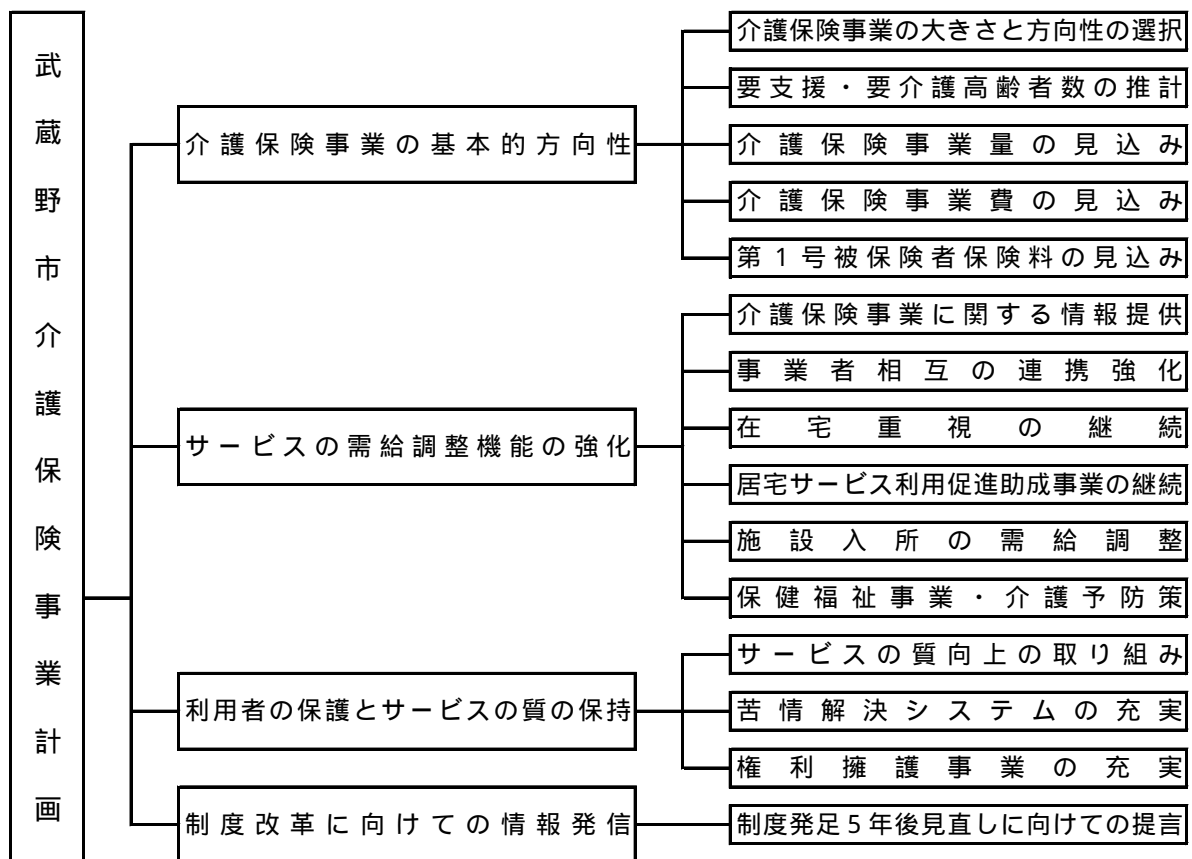 武蔵野市介護保険事業計画
介護保険事業の基本的方向性
介護保険事業の大きさと方向性の選択
要支援・要介護高齢者数の推計
介護保険事業量の見込み
介護保険事業費の見込み
第1号被保険者保険料の見込み
サービスの需給調整機能の強化
介護保険事業に関する情報提供
事業者相互の連携強化
在宅重視の継続
居宅サービス利用促進助成事業の継続
施設入所の需給調整
保健福祉事業・介護予防策
利用者の保護とサービスの質の保持
サービスの質向上の取り組み
苦情解決システムの充実
権利擁護事業の充実
制度改革に向けての情報発信
制度発足5年後見直しに向けての提言